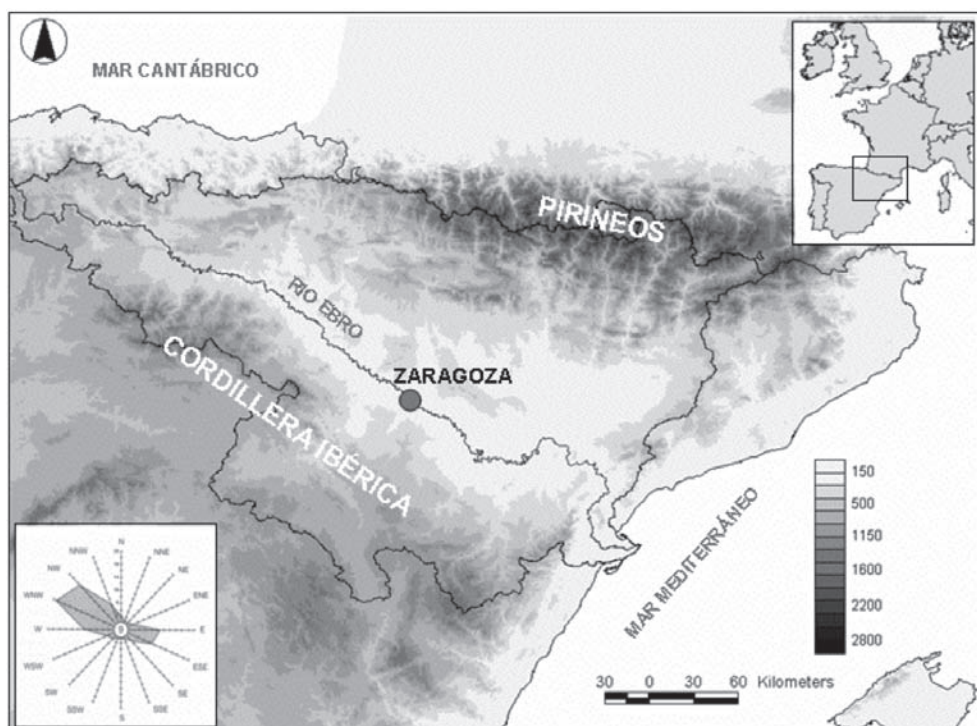 MAR CANTÁBRICO
PIRINEOS
RIO EBRO
ZARAGOZA
CORDILLERA IBÉRICA
MAR MEDITERRÁNEO
150
500
1150
1600
2200
2800
30 0 30 60 Kilometers
N
NNW
NNE
NW
NE
WNW
ENE
W
E
WSW
ESE
SW
SE
SSW
SSE
S